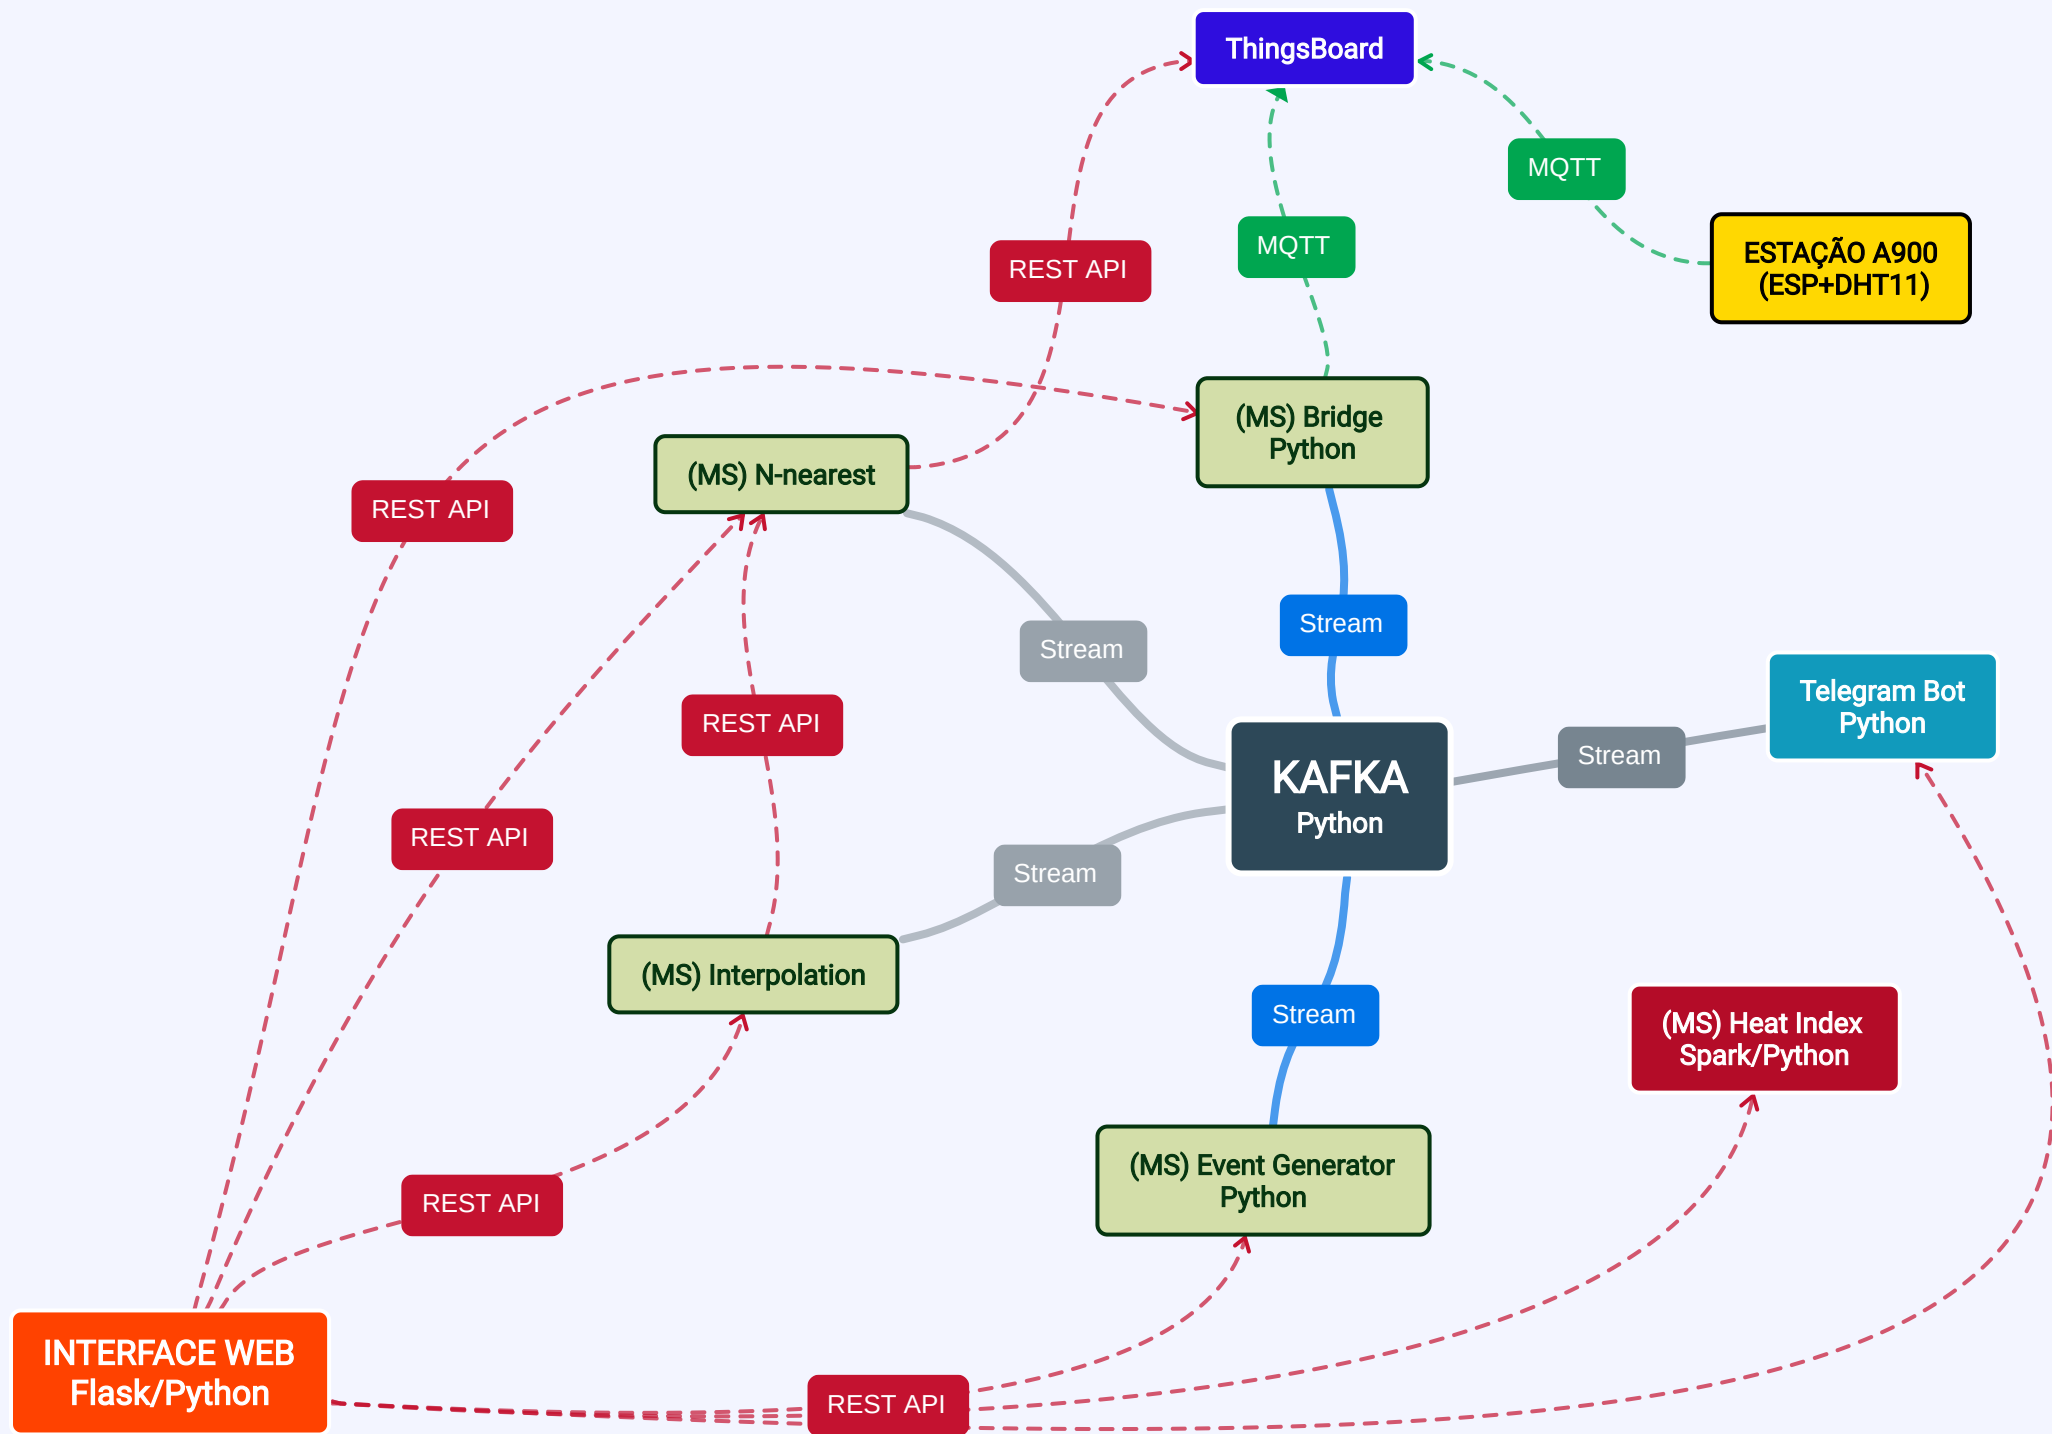 ThingsBoard
MQTT
ESTAÇÃO A900
(ESP+DHT11)
REST API
MQTT
(MS) Bridge
Python
(MS) N-nearest
REST API
Stream
Stream
Telegram Bot
Python
REST API
Stream
KAFKA
Python
REST API
Stream
(MS) Interpolation
Stream
(MS) Heat Index
Spark/Python
(MS) Event Generator
Python
REST API
INTERFACE WEB
Flask/Python
REST API